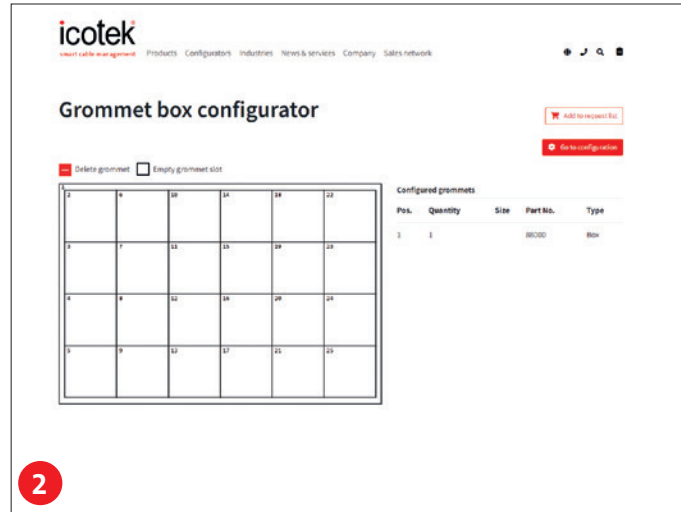 icotek
smart cable management
Products Configurators Industries News & services Company Sales network
Grommet box configurator
Add to request list
Go to configuration
Delete grommet Empty grommet slot
Configured grommets
Pos. Quantity Size Part No. Type
1 1 Box
1
2 6 10 14 18 22
3 7 11 15 19 23
4 8 12 16 20 24
5 9 13 17 21 25
2